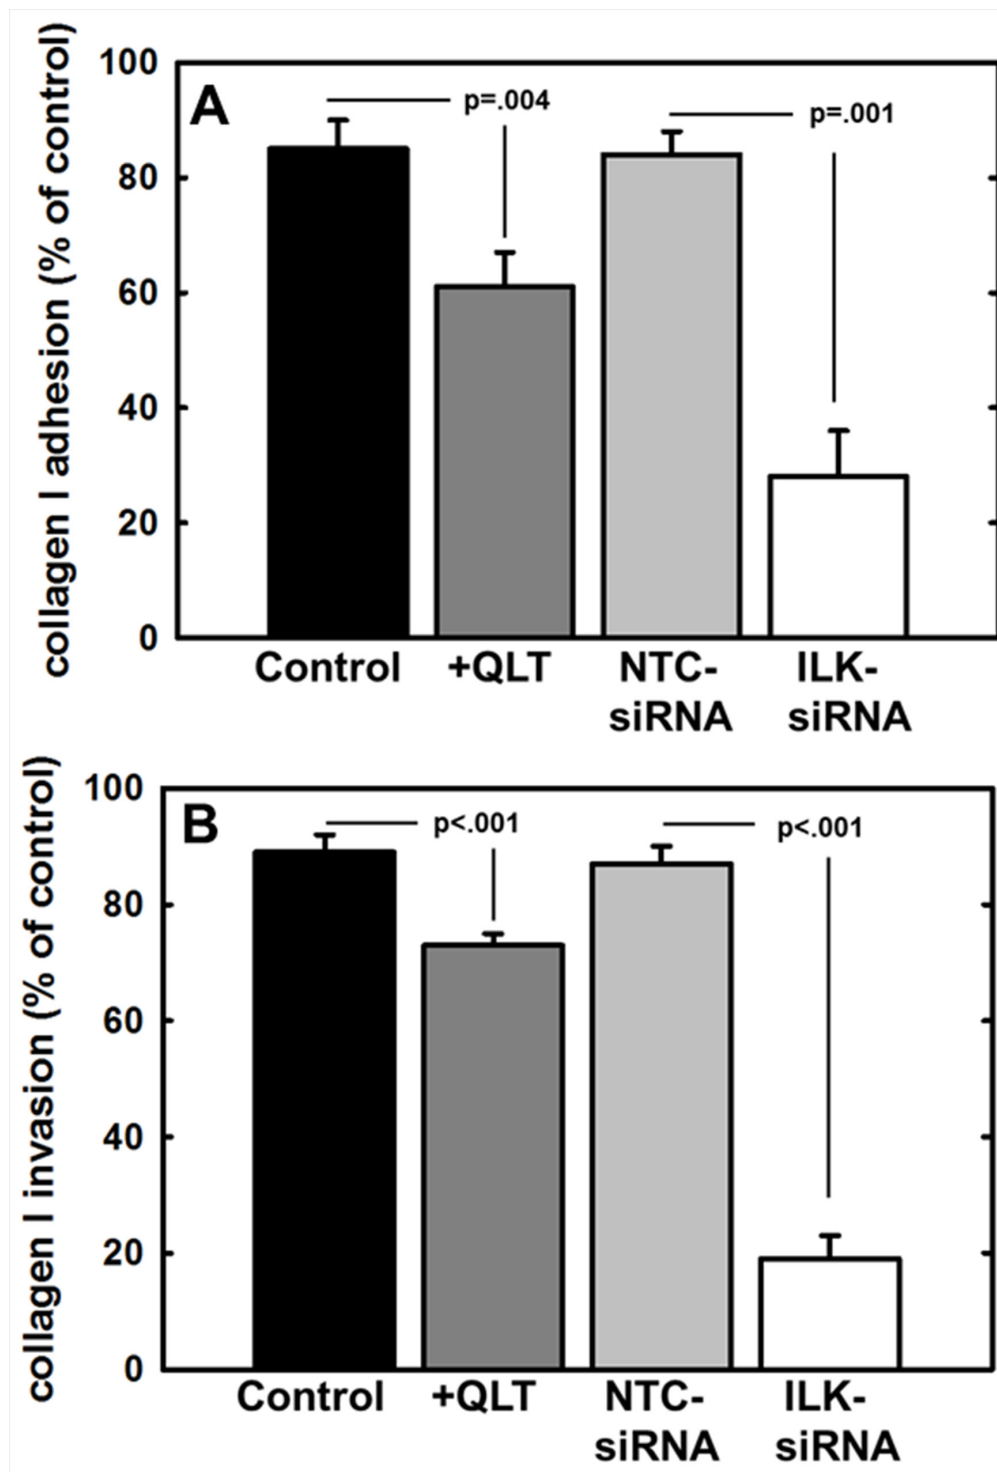 collagen I adhesion (% of control)
100
80
60
40
20
0
A
p=.004
p=.001
Control
+QLT
NTC-
siRNA
ILK-
siRNA
collagen I invasion (% of control)
100
80
60
40
20
0
B
p<.001
p<.001
Control
+QLT
NTC-
siRNA
ILK-
siRNA